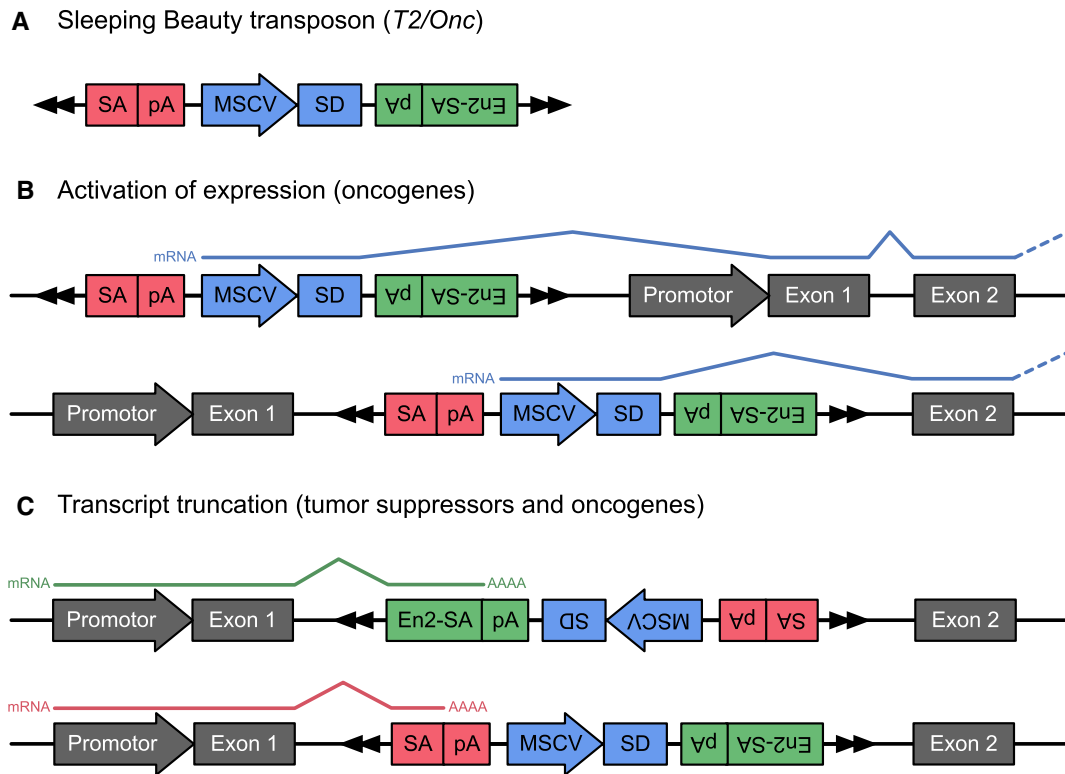 A Sleeping Beauty transposon (T2/Onc)
SA pA MSCV SD pA En2-SA
B Activation of expression (oncogenes)
mRNA
SA pA MSCV SD pA En2-SA Promotor Exon 1 Exon 2
mRNA
Promotor Exon 1 SA pA MSCV SD pA En2-SA Exon 2
C Transcript truncation (tumor suppressors and oncogenes)
mRNA AAAA
Promotor Exon 1 En2-SA pA SD MSCV pA SA Exon 2
mRNA AAAA
Promotor Exon 1 SA pA MSCV SD pA En2-SA Exon 2